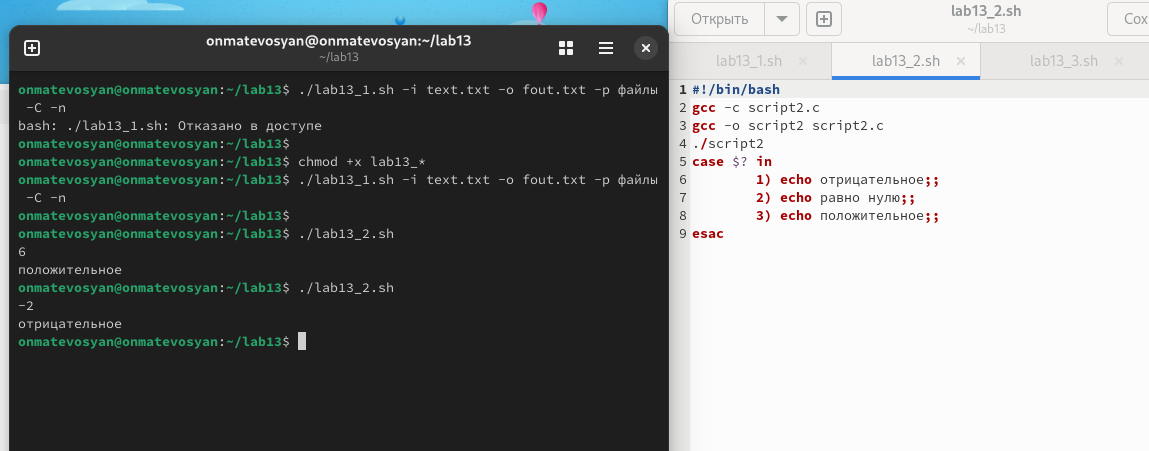 onmatevosyan@onmatevosyan:~/lab13
~/lab13
onmatevosyan@onmatevosyan:~/lab13$ ./lab13_1.sh -i text.txt -o fout.txt -p файлы
-C -n
bash: ./lab13_1.sh: Отказано в доступе
onmatevosyan@onmatevosyan:~/lab13$
onmatevosyan@onmatevosyan:~/lab13$ chmod +x lab13_*
onmatevosyan@onmatevosyan:~/lab13$ ./lab13_1.sh -i text.txt -o fout.txt -p файлы
-C -n
onmatevosyan@onmatevosyan:~/lab13$
onmatevosyan@onmatevosyan:~/lab13$ ./lab13_2.sh
6
положительное
onmatevosyan@onmatevosyan:~/lab13$ ./lab13_2.sh
-2
отрицательное
onmatevosyan@onmatevosyan:~/lab13$
Открыть
lab13_2.sh
~/lab13
Сох
lab13_1.sh
lab13_2.sh
lab13_3.sh
1 #!/bin/bash
2 gcc -c script2.c
3 gcc -o script2 script2.c
4 ./script2
5 case $? in
6 1) echo отрицательное;;
7 2) echo равно нулю;;
8 3) echo положительное;;
9 esac